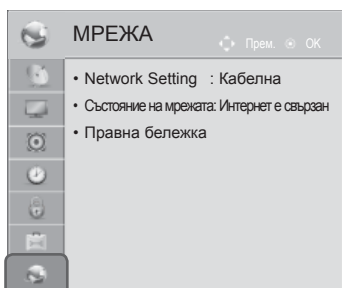 МРЕЖА
Прем. OK
• Network Setting : Кабелна
• Състояние на мрежата: Интернет е свързан
• Правна бележка